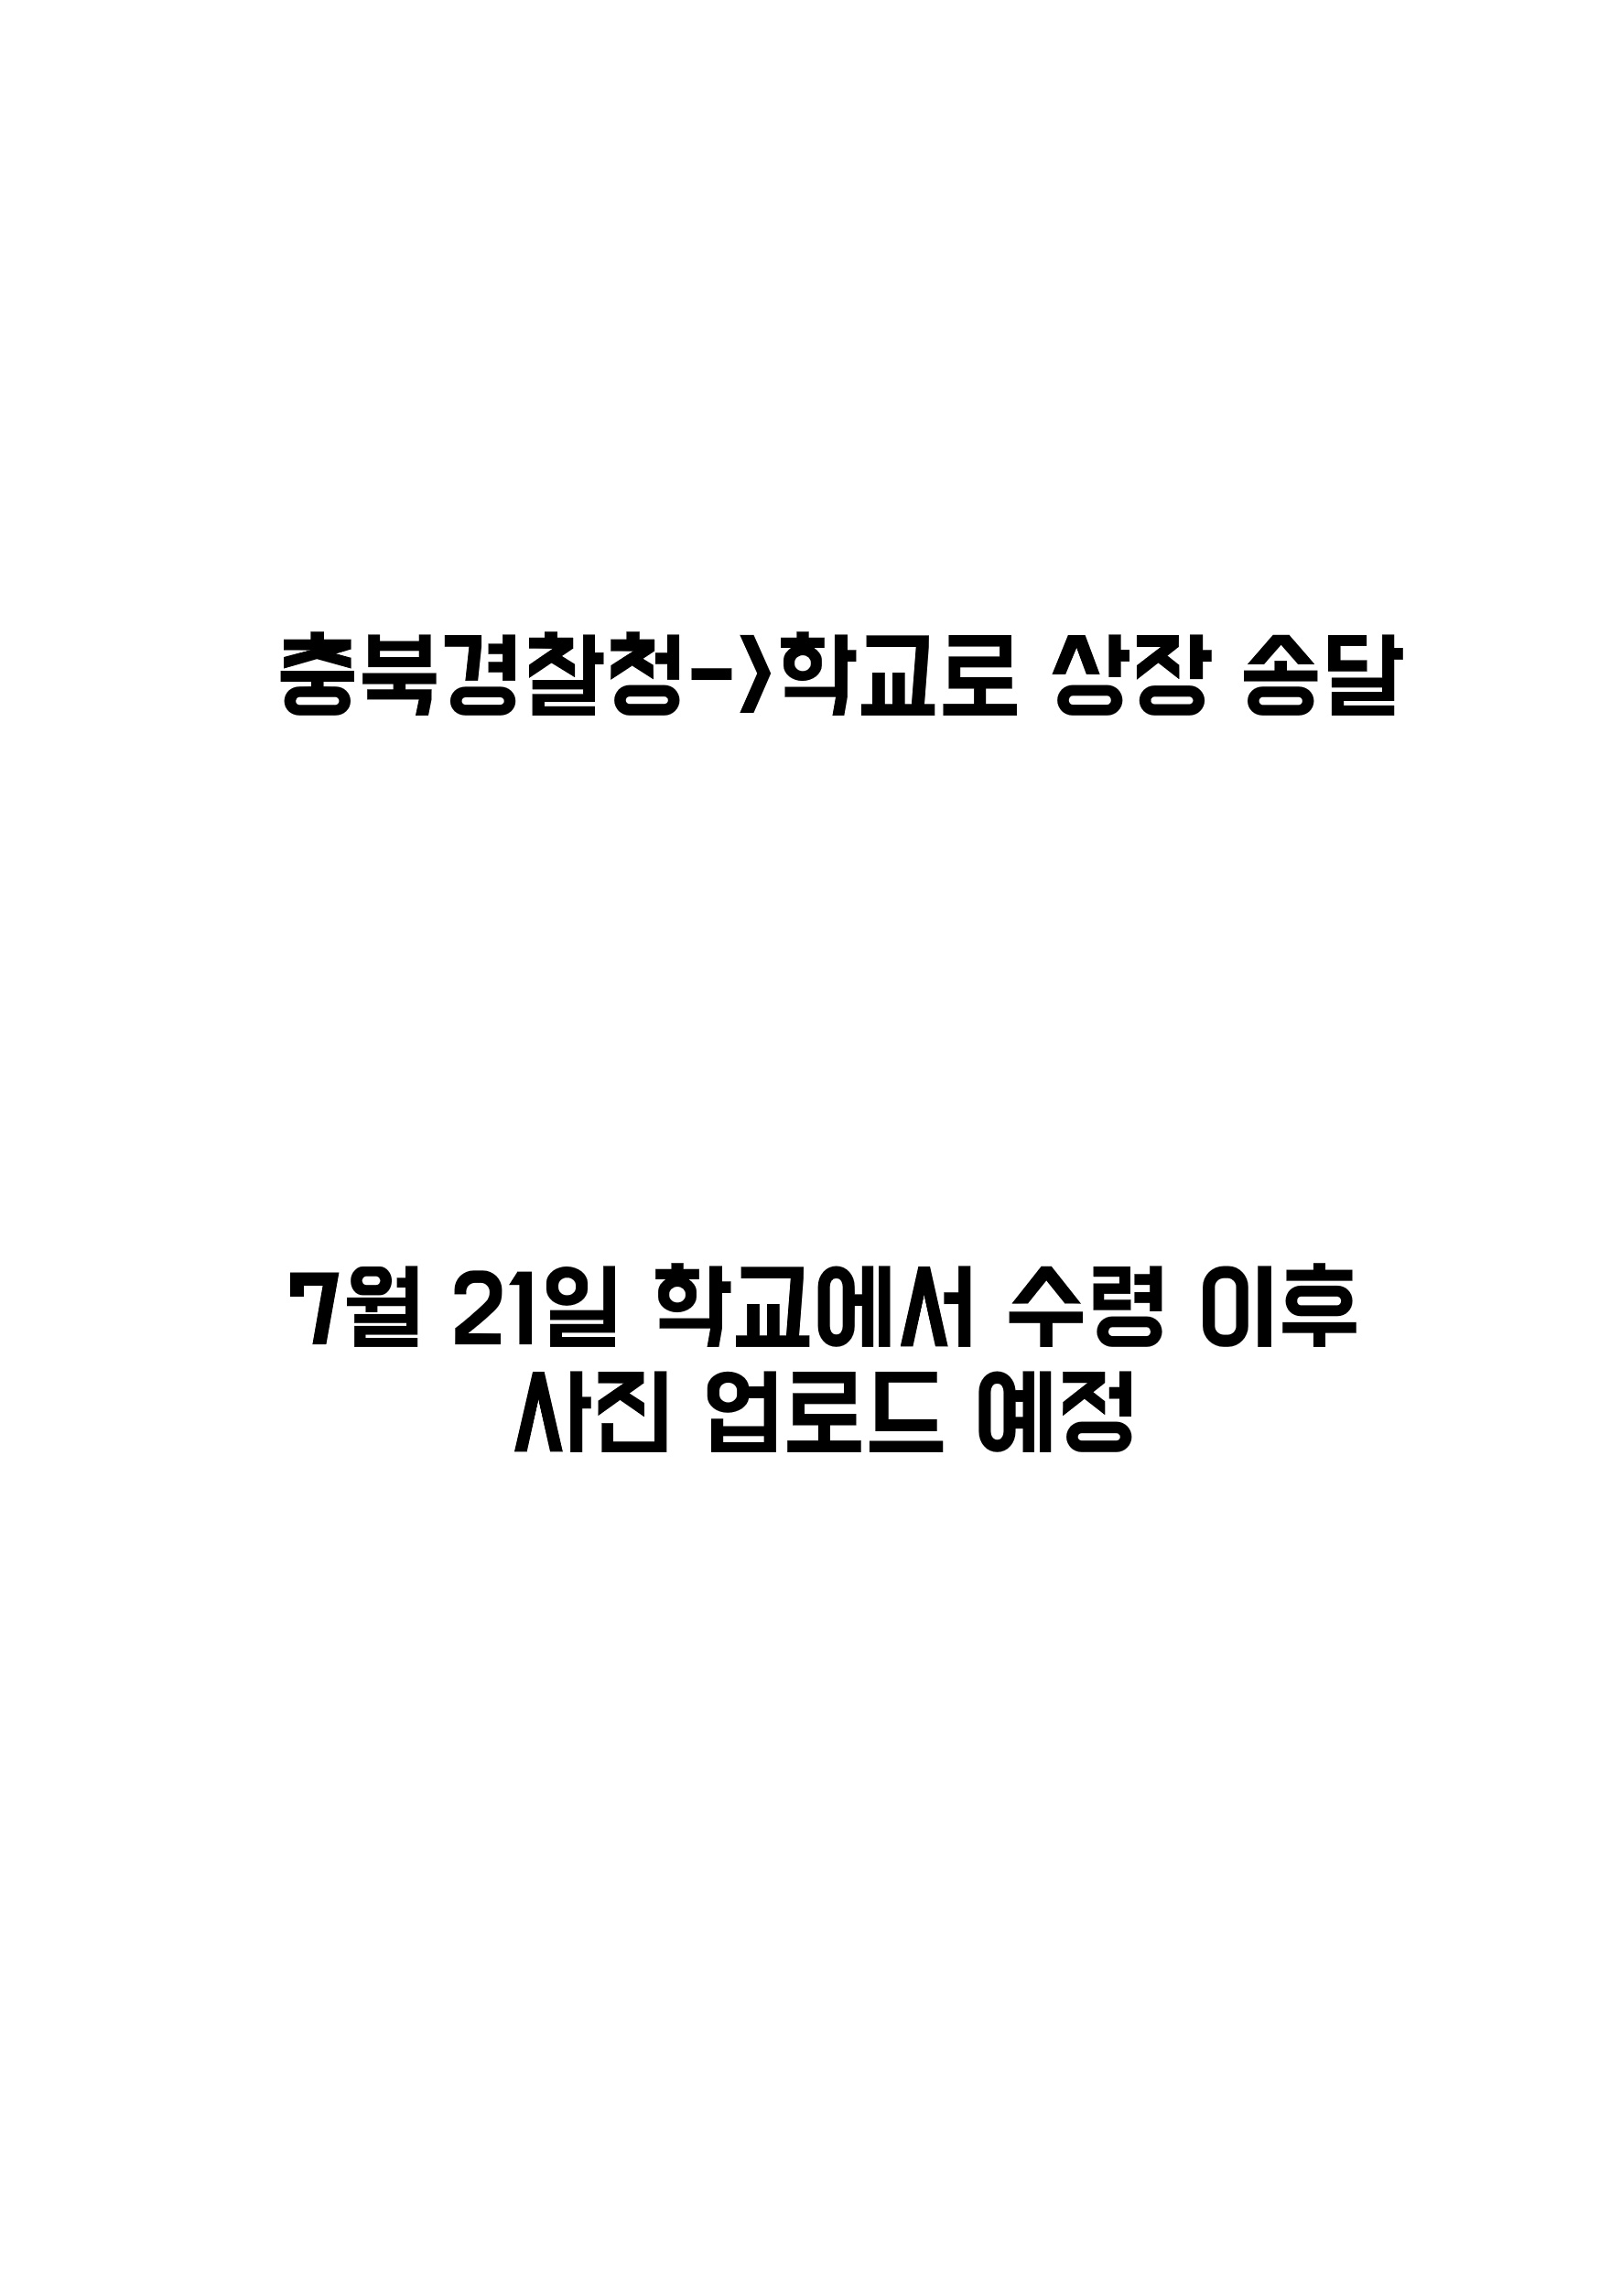 충북경찰청->학교로 상장 송달
7월 21일 학교에서 수령 이후
사진 업로드 예정